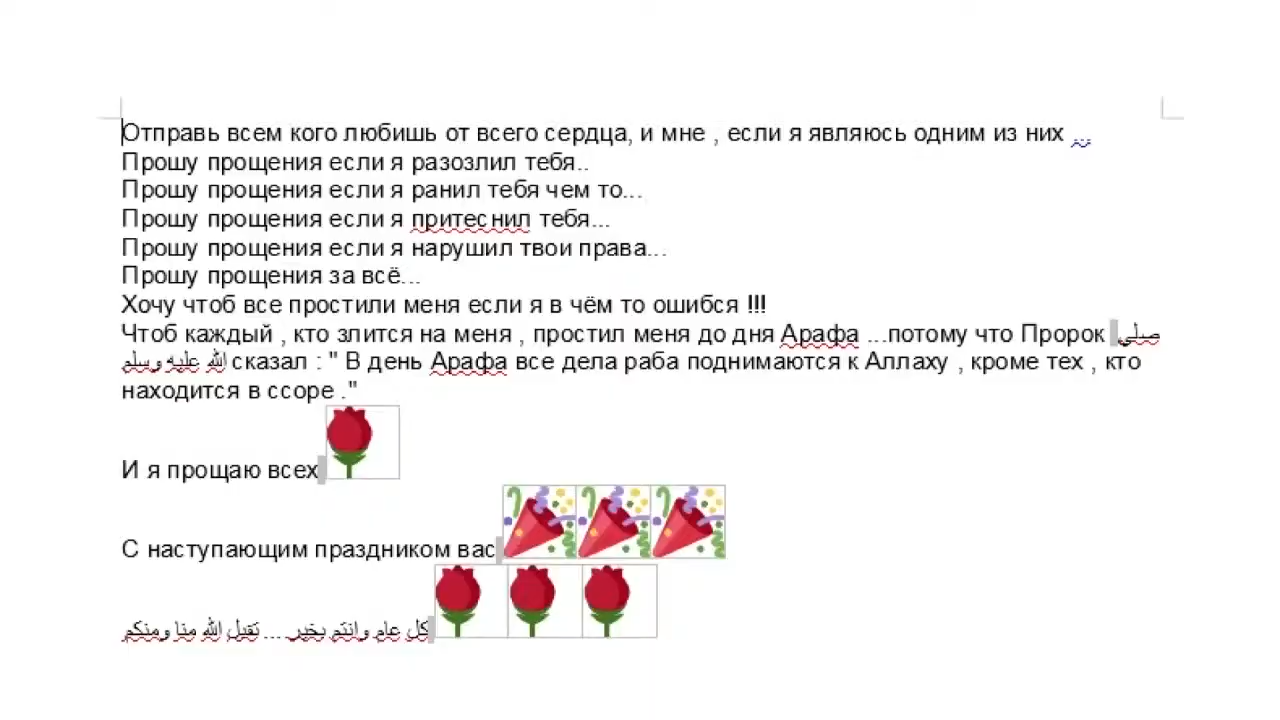 Отправь всем кого любишь от всего сердца, и мне , если я являюсь одним из них ...
Прошу прощения если я разозлил тебя..
Прошу прощения если я ранил тебя чем то...
Прошу прощения если я притеснил тебя...
Прошу прощения если я нарушил твои права...
Прошу прощения за всё...
Хочу чтоб все простили меня если я в чём то ошибся !!!
Чтоб каждый , кто злится на меня , простил меня до дня Арафа ...потому что Пророк صلى
الله عليه وسلم сказал : " В день Арафа все дела раба поднимаются к Аллаху , кроме тех , кто
находится в ссоре ."
И я прощаю всех
С наступающим праздником вас
كل عام وانتم بخير ... تقبل الله منا ومنكم